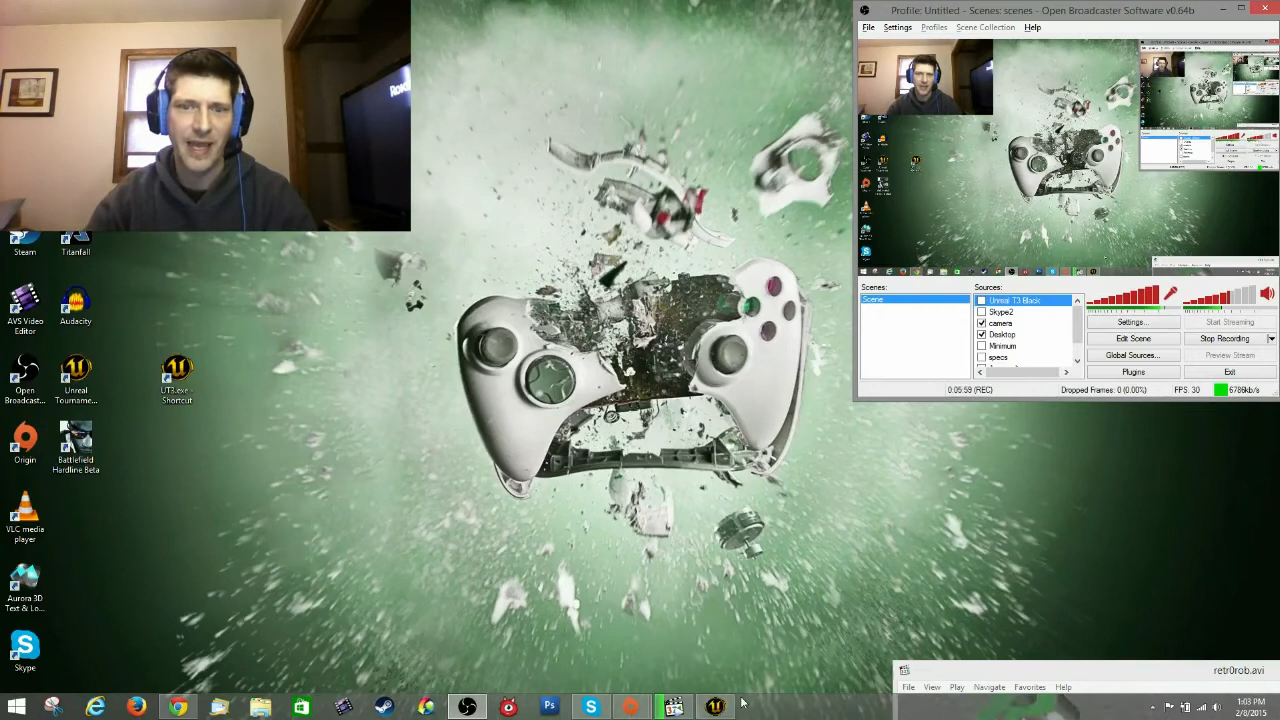 Profile: Untitled - Scenes: scenes - Open Broadcaster Software v0.64b
File Settings Profiles Scene Collection Help
Steam
Titanfall
AVS Video
Editor
Audacity
Open
Broadcast...
Unreal
Tourname...
UT3.exe -
Shortcut
Origin
Battlefield
Hardline Beta
VLC media
player
Aurora 3D
Text & Lo...
Skype
Scenes:
Scene
Sources:
Unreal T3 Black
Skype2
camera
Desktop
Minimum
specs
Settings...
Start Streaming
Edit Scene
Stop Recording
Global Sources...
Preview Stream
Plugins
Exit
0:05:59 (REC)
Dropped Frames: 0 (0.00%)
FPS: 30
6786kb/s
retr0rob.avi
File View Play Navigate Favorites Help
Ps
1:03 PM
2/8/2015